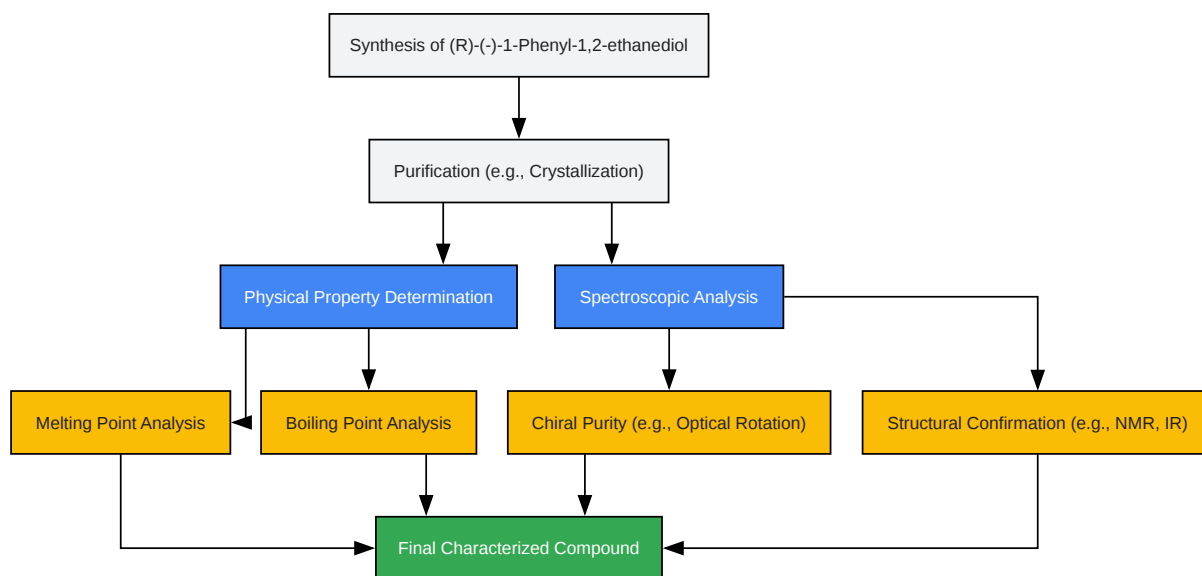 Synthesis of (R)-(-)-1-Phenyl-1,2-ethanediol
Purification (e.g., Crystallization)
Physical Property Determination
Spectroscopic Analysis
Melting Point Analysis
Boiling Point Analysis
Chiral Purity (e.g., Optical Rotation)
Structural Confirmation (e.g., NMR, IR)
Final Characterized Compound